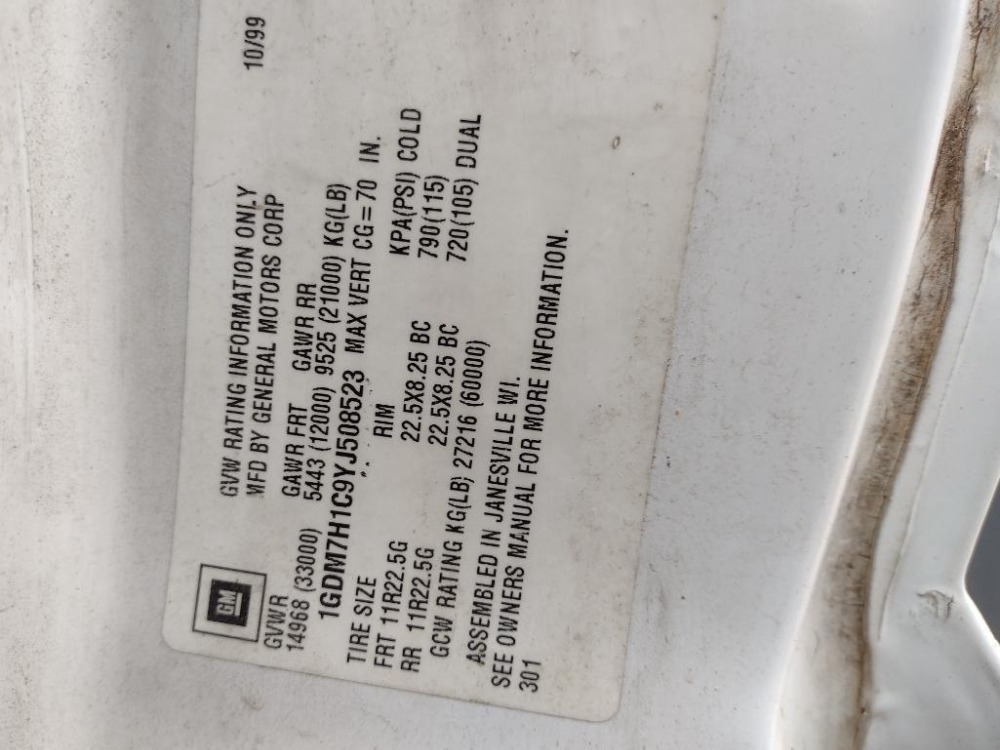 10/99
GM
GVW RATING INFORMATION ONLY
MFD BY GENERAL MOTORS CORP
GVWR GAWR FRT GAWR RR
14968 (33000) 5443 (12000) 9525 (21000) KG(LB)
1GDM7H1C9YJ508523 MAX VERT CG=70 IN.
TIRE SIZE RIM KPA(PSI) COLD
FRT 11R22.5G 22.5X8.25 BC 790(115)
RR 11R22.5G 22.5X8.25 BC 720(105) DUAL
GCW RATING KG(LB) 27216 (60000)
ASSEMBLED IN JANESVILLE WI.
SEE OWNERS MANUAL FOR MORE INFORMATION.
301